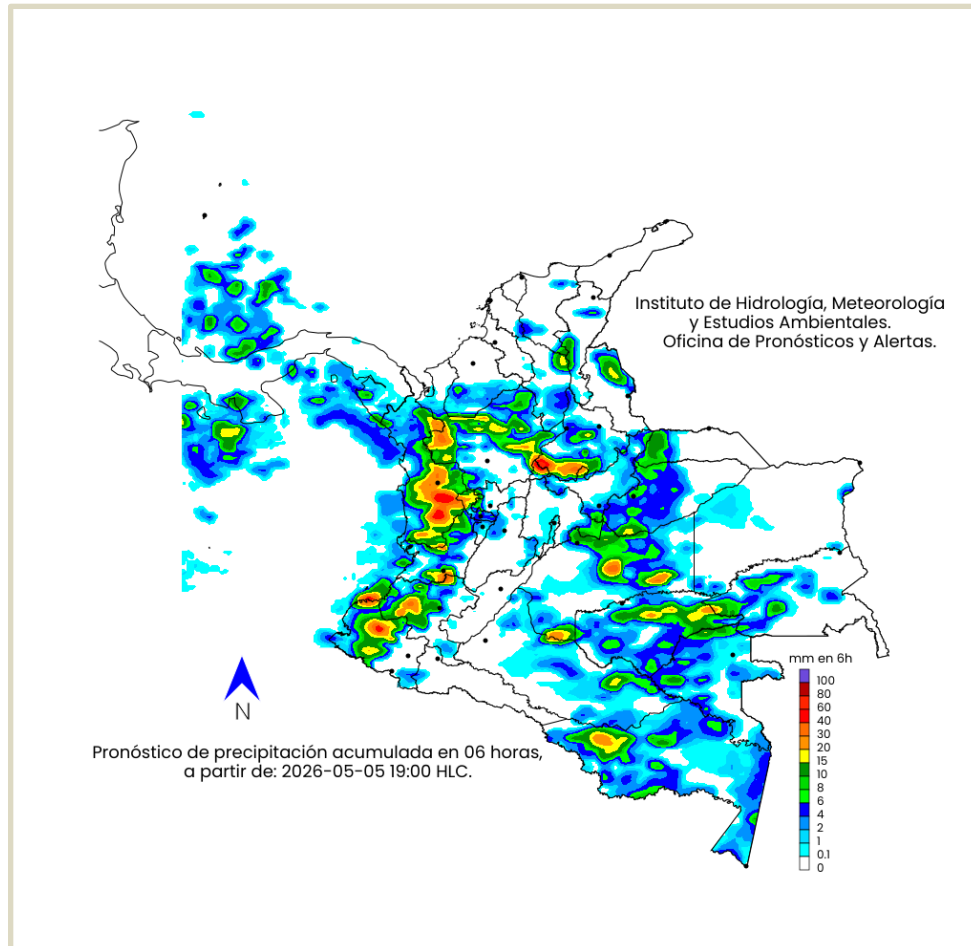 Instituto de Hidrología, Meteorología
y Estudios Ambientales.
Oficina de Pronósticos y Alertas.
mm en 6h
100
80
60
40
30
20
15
10
8
6
4
2
1
0.1
0
N
Pronóstico de precipitación acumulada en 06 horas,
a partir de: 2026-05-05 19:00 HLC.